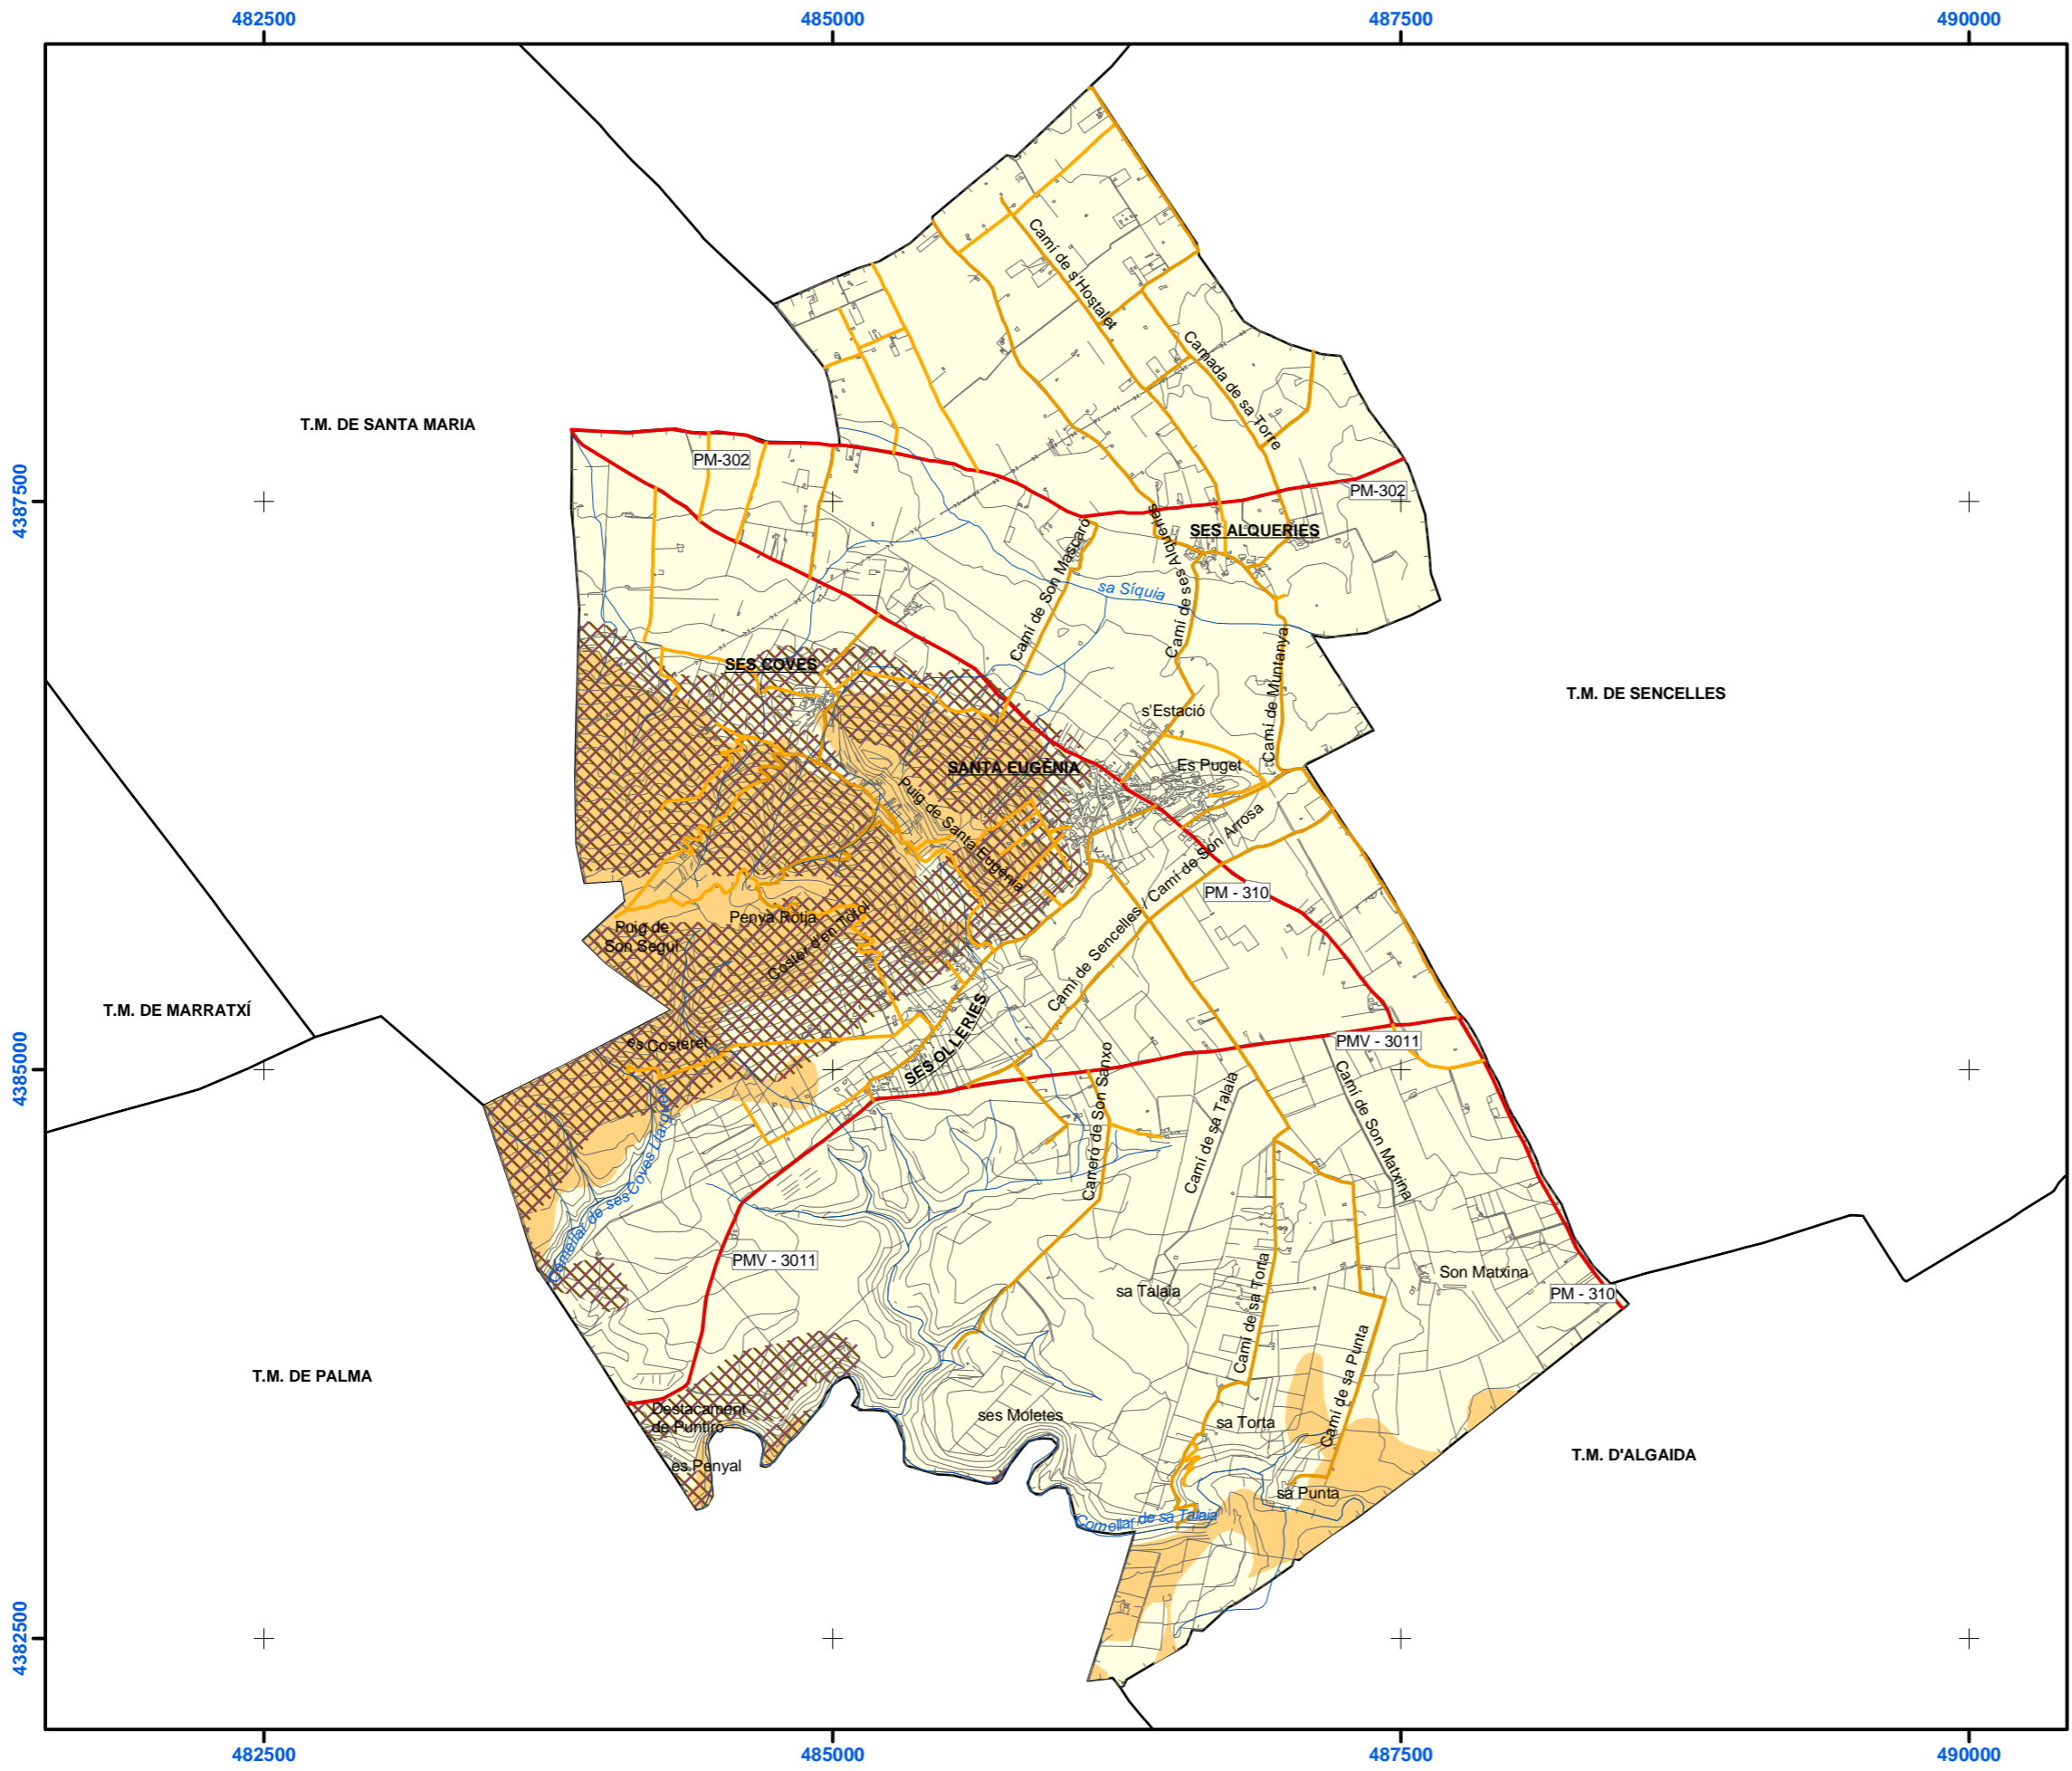 482500
485000
487500
490000
Camí de s'Hostalet
Camada de sa Torre
T.M. DE SANTA MARIA
PM-302
PM-302
4387500
SES ALQUERIES
Camí de Son Mascaró
Camí de ses Alqueries
sa Síquia
Camí de Muntanya
SES COVES
T.M. DE SENCELLES
s'Estació
SANTA EUGÈNIA
Es Puget
Puig de Santa Eugènia
PM - 310
Camí de Sencelles / Camí de Son Arrosa
Penya Rotja
Puig de
Son Seguí
Coster d'en Tofol
T.M. DE MARRATXÍ
SES OLLERIES
es Costeret
PMV - 3011
4385000
Carreró de Son Sanxo
Camí de sa Talaia
Camí de Son Matxina
Comellar de ses Coves Llargues
PMV - 3011
Son Matxina
sa Talaia
PM - 310
Camí de sa Torta
Camí de sa Punta
T.M. DE PALMA
Destacament
de Puntiró
ses Moletes
sa Torta
T.M. D'ALGAIDA
es Penyal
sa Punta
Comellar de sa Talaia
4382500
482500
485000
487500
490000